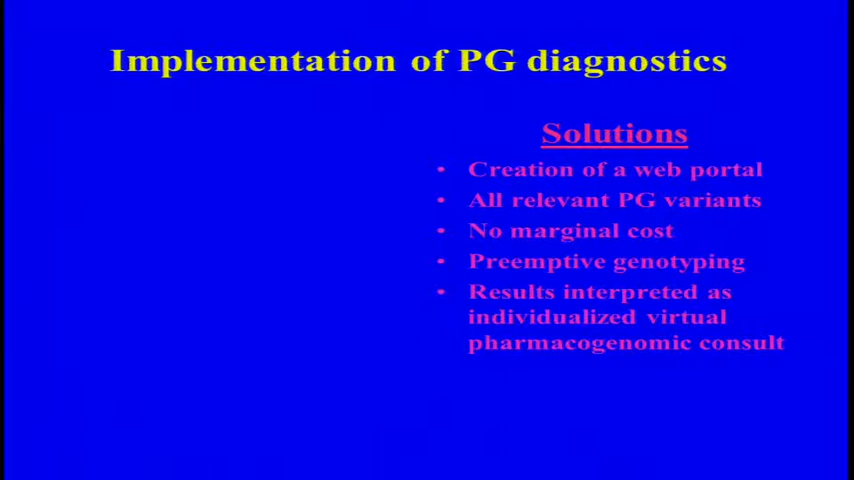 Implementation of PG diagnostics
Solutions
• Creation of a web portal
• All relevant PG variants
• No marginal cost
• Preemptive genotyping
• Results interpreted as
individualized virtual
pharmacogenomic consult